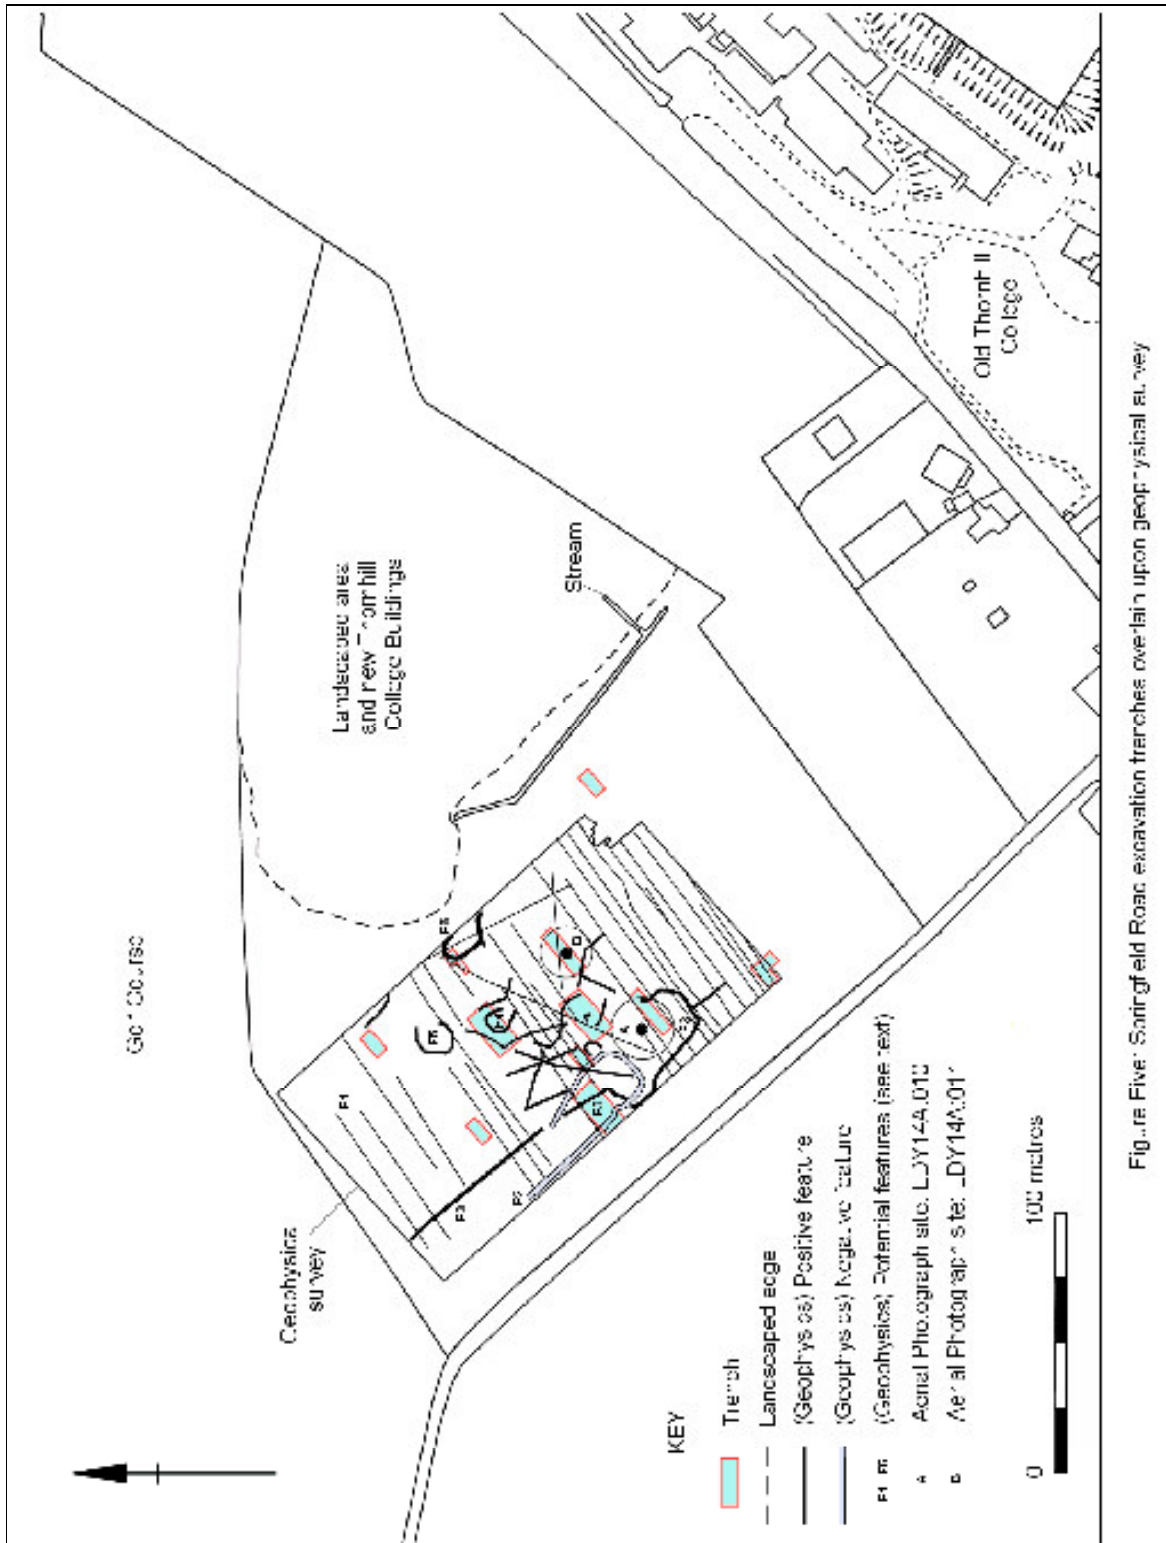 Golf Course
Landscaped area
and new Thornhill
College Buildings
Stream
Old Thornhill
College
Geophysics
survey
F1
F3
F5
KEY
Trench
Landscaped edge
(Geophysics) Positive feature
(Geophysics) Negative feature
(Geophysics) Potential features (see text)
A
Aerial Photograph site: LDY14A:010
Aerial Photograph site: LDY14A:011
0
100 metres
Figure Five: Springfield Road excavation trenches overlain upon geophysical survey